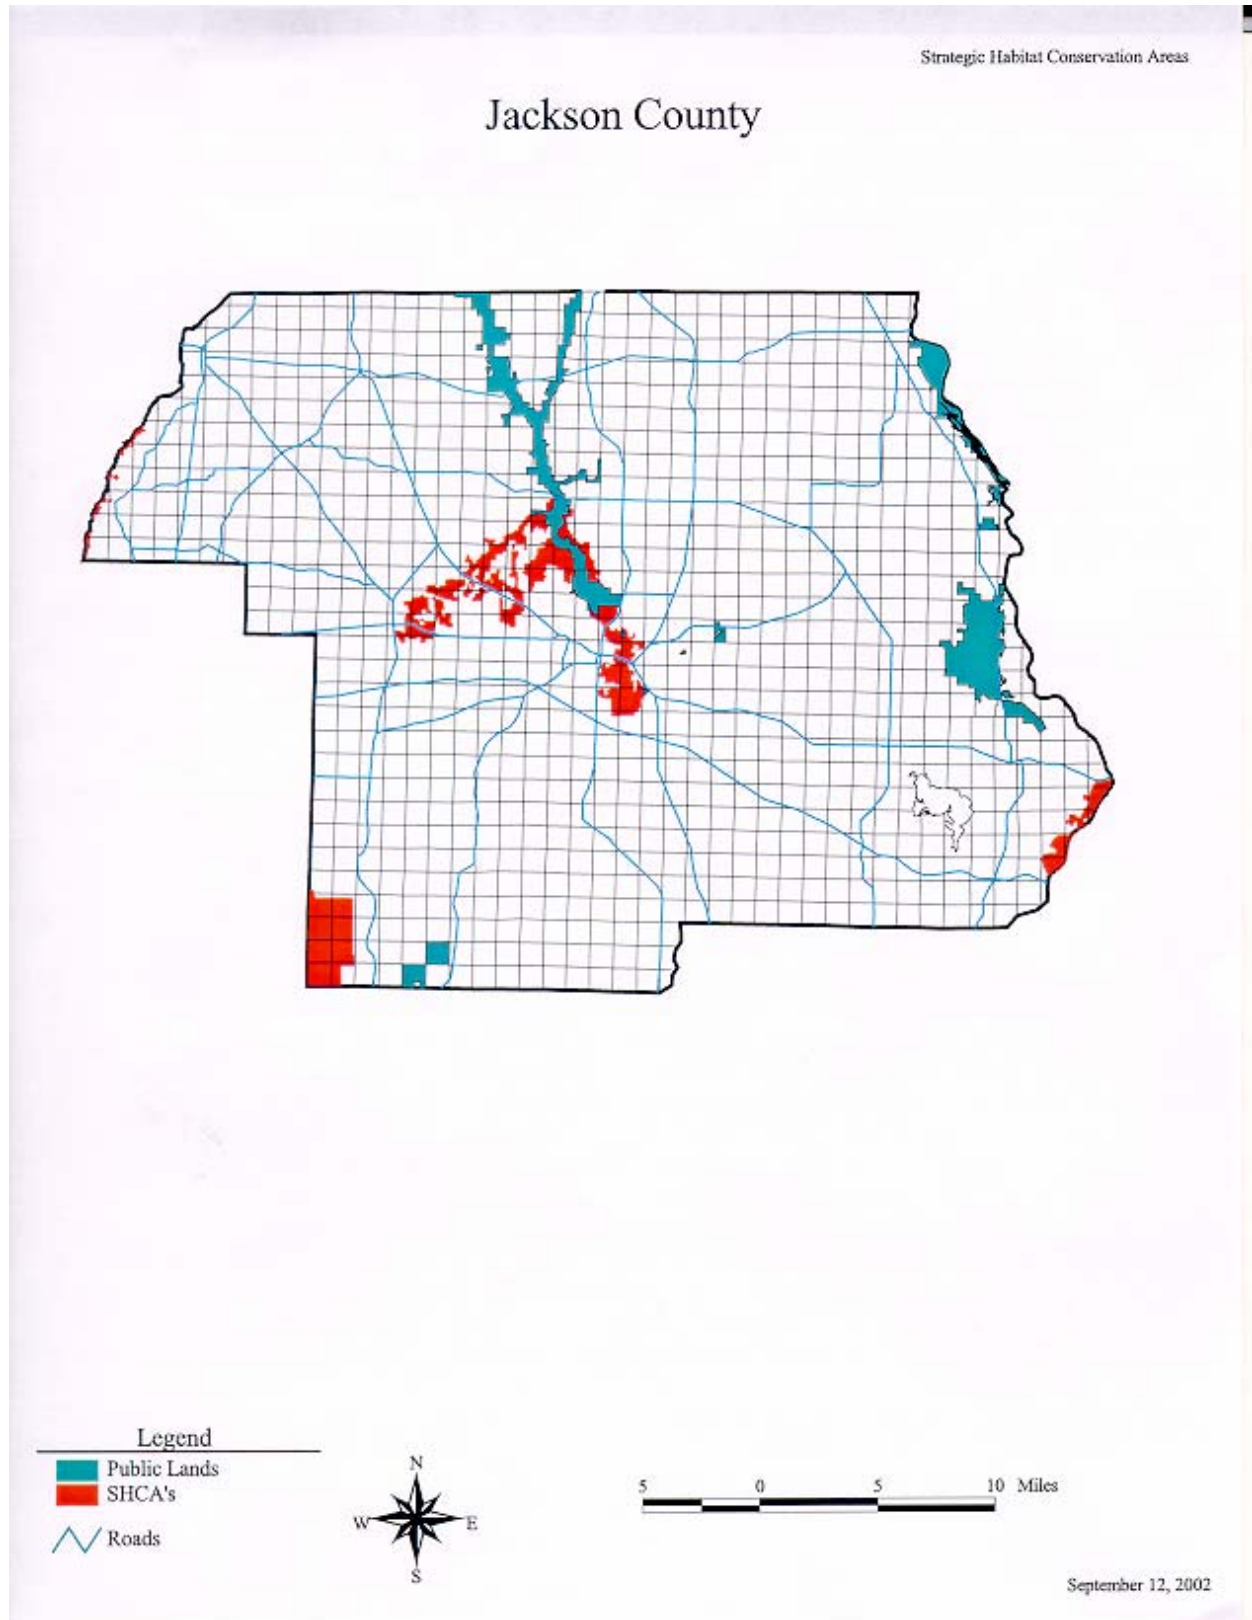 Strategic Habitat Conservation Areas
Jackson County
Legend
Public Lands
SHCA's
Roads
N
W E
S
5 0 5 10 Miles
September 12, 2002